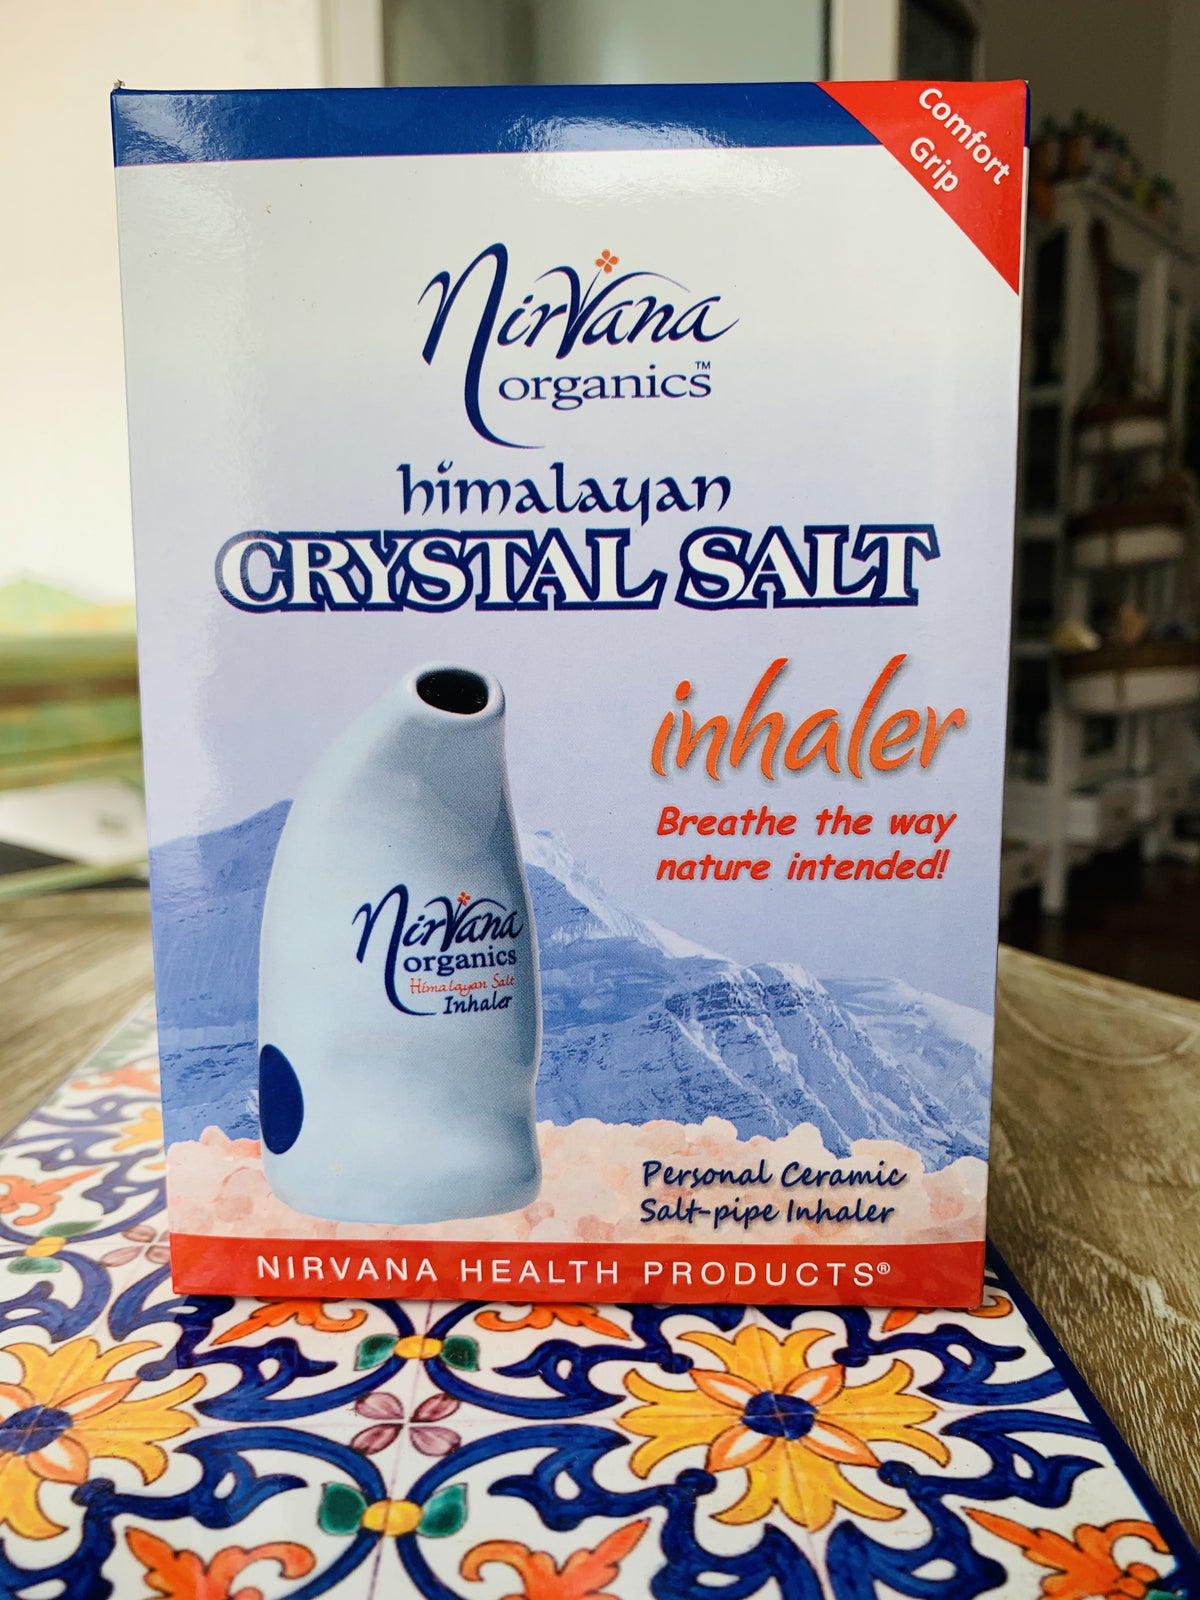 Comfort
Grip
Nirvana
organics™
himalayan
CRYSTAL SALT
inhaler
Breathe the way
nature intended!
Nirvana
organics
Himalayan Salt
Inhaler
Personal Ceramic
Salt-pipe Inhaler
NIRVANA HEALTH PRODUCTS®